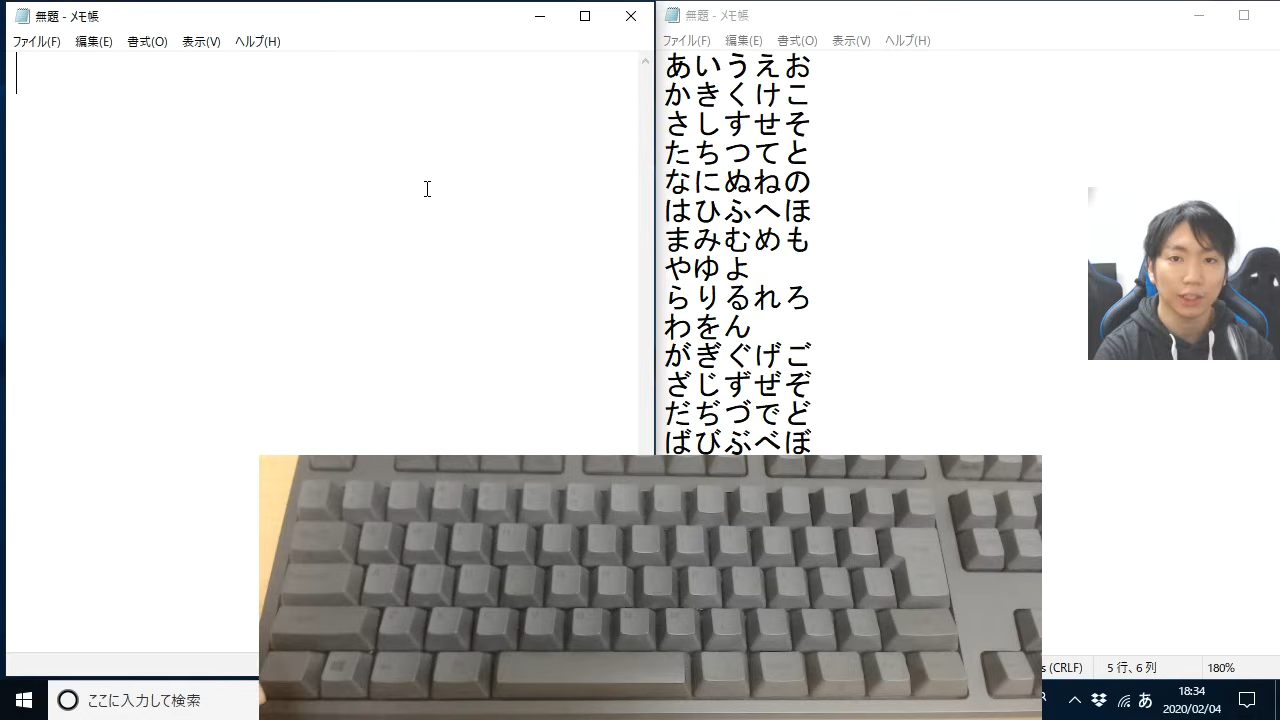 無題 - メモ帳
ファイル(F) 編集(E) 書式(O) 表示(V) ヘルプ(H)
無題 - メモ帳
ファイル(F) 編集(E) 書式(O) 表示(V) ヘルプ(H)
あいうえお
かきくけこ
さしすせそ
たちつてと
なにぬねの
はひふへほ
まみむめも
やゆよ
らりるれろ
わをん
がぎぐげご
ざじずぜぞ
だぢづでど
ばびぶべぼ
(CRLF) 5 行、6 列 180%
ここに入力して検索
あ
18:34
2020/02/04